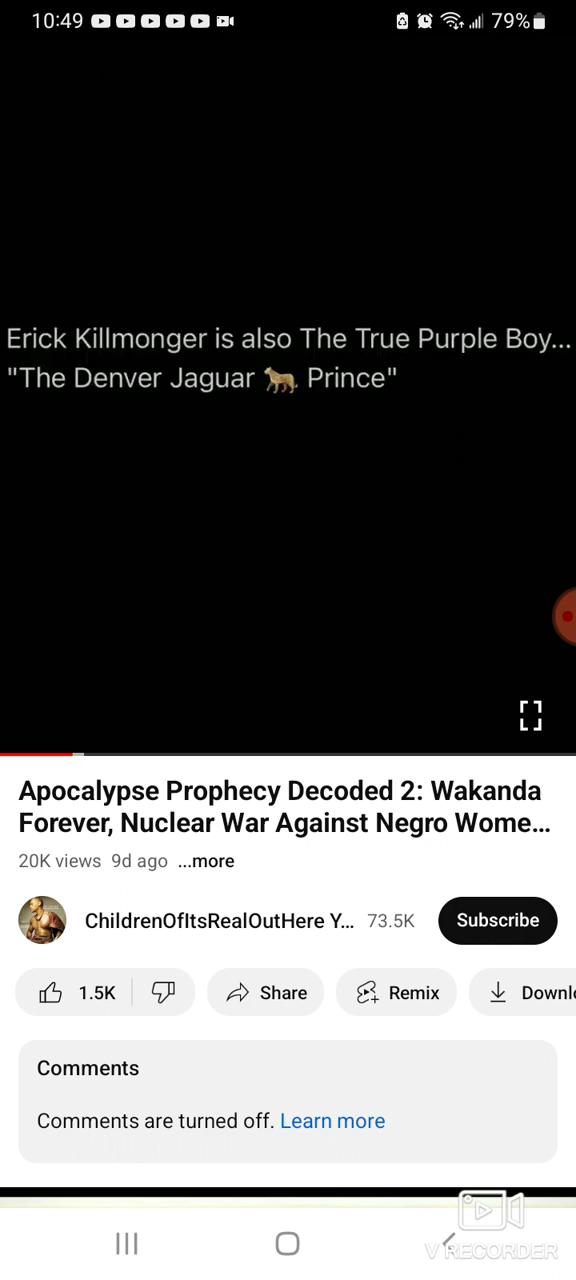 10:49
79%
Erick Killmonger is also The True Purple Boy...
"The Denver Jaguar 🐆 Prince"
Apocalypse Prophecy Decoded 2: Wakanda
Forever, Nuclear War Against Negro Wome...
20K views 9d ago ...more
ChildrenOfItsRealOutHere Y... 73.5K Subscribe
1.5K Share Remix Downlo
Comments
Comments are turned off. Learn more
V RECORDER